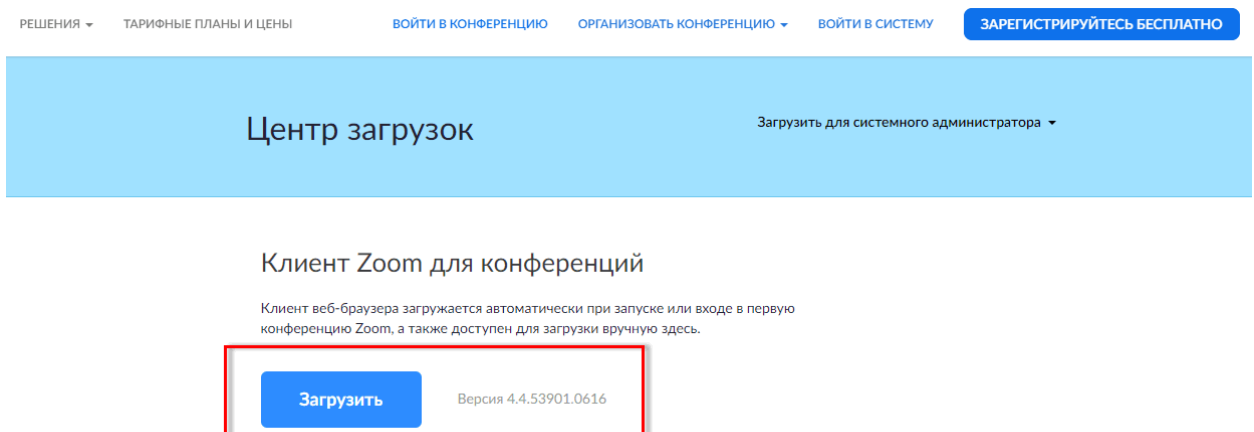 РЕШЕНИЯ ТАРИФНЫЕ ПЛАНЫ И ЦЕНЫ ВОЙТИ В КОНФЕРЕНЦИЮ ОРГАНИЗОВАТЬ КОНФЕРЕНЦИЮ ВОЙТИ В СИСТЕМУ ЗАРЕГИСТРИРУЙТЕСЬ БЕСПЛАТНО
Центр загрузок Загрузить для системного администратора
Клиент Zoom для конференций
Клиент веб-браузера загружается автоматически при запуске или входе в первую
конференцию Zoom, а также доступен для загрузки вручную здесь.
Загрузить Версия 4.4.53901.0616